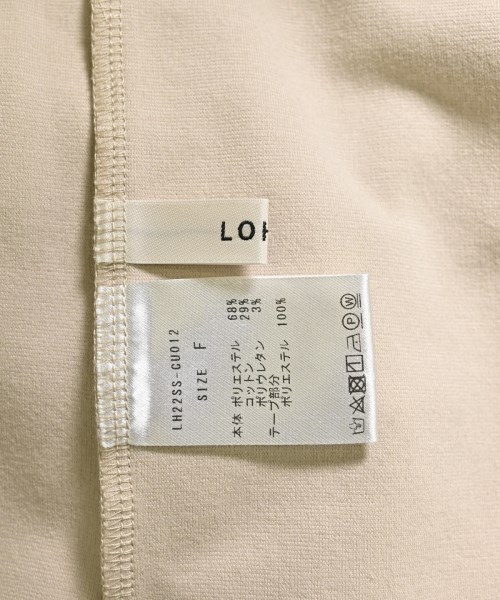 LOH
LH22SS-CU012
SIZE F
本体 ポリエステル 68%
コットン 29%
ポリウレタン 3%
テープ部分
ポリエステル 100%
P W